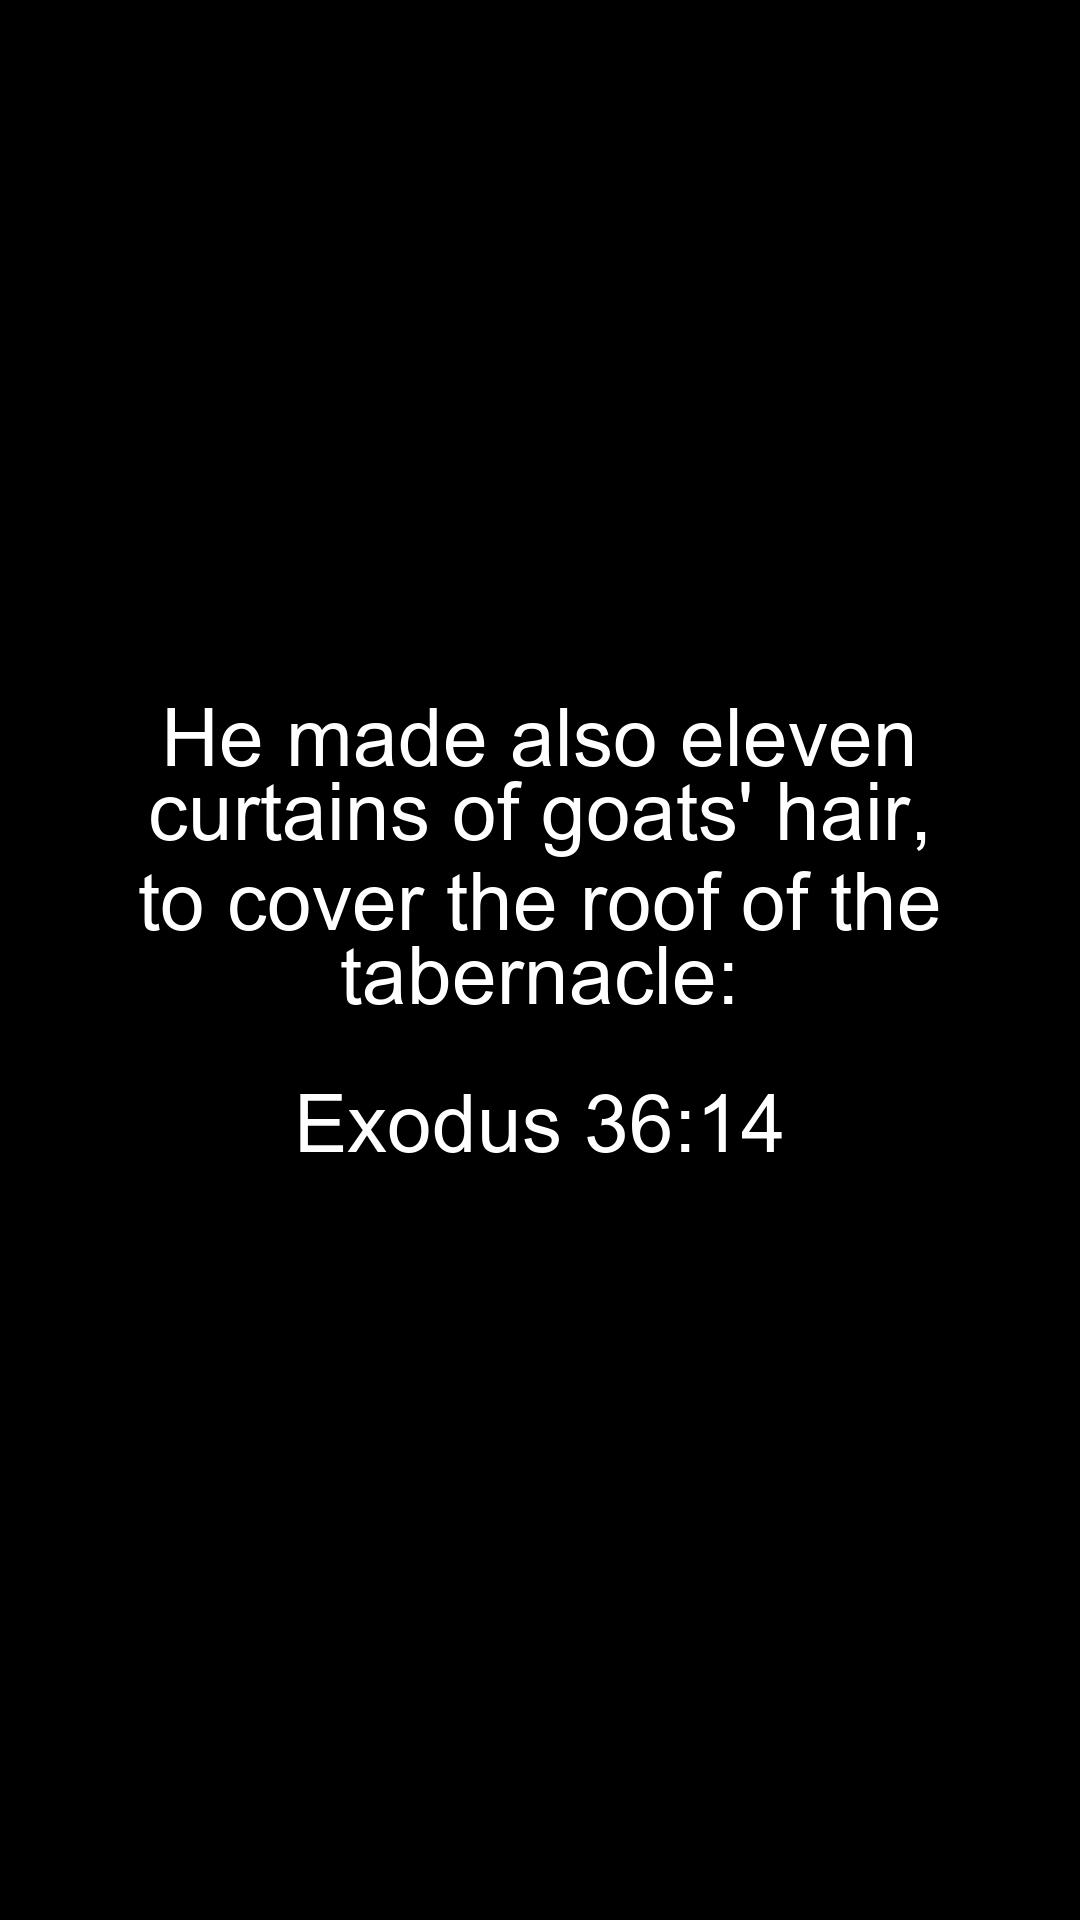 He made also eleven
curtains of goats' hair,
to cover the roof of the
tabernacle:
Exodus 36:14